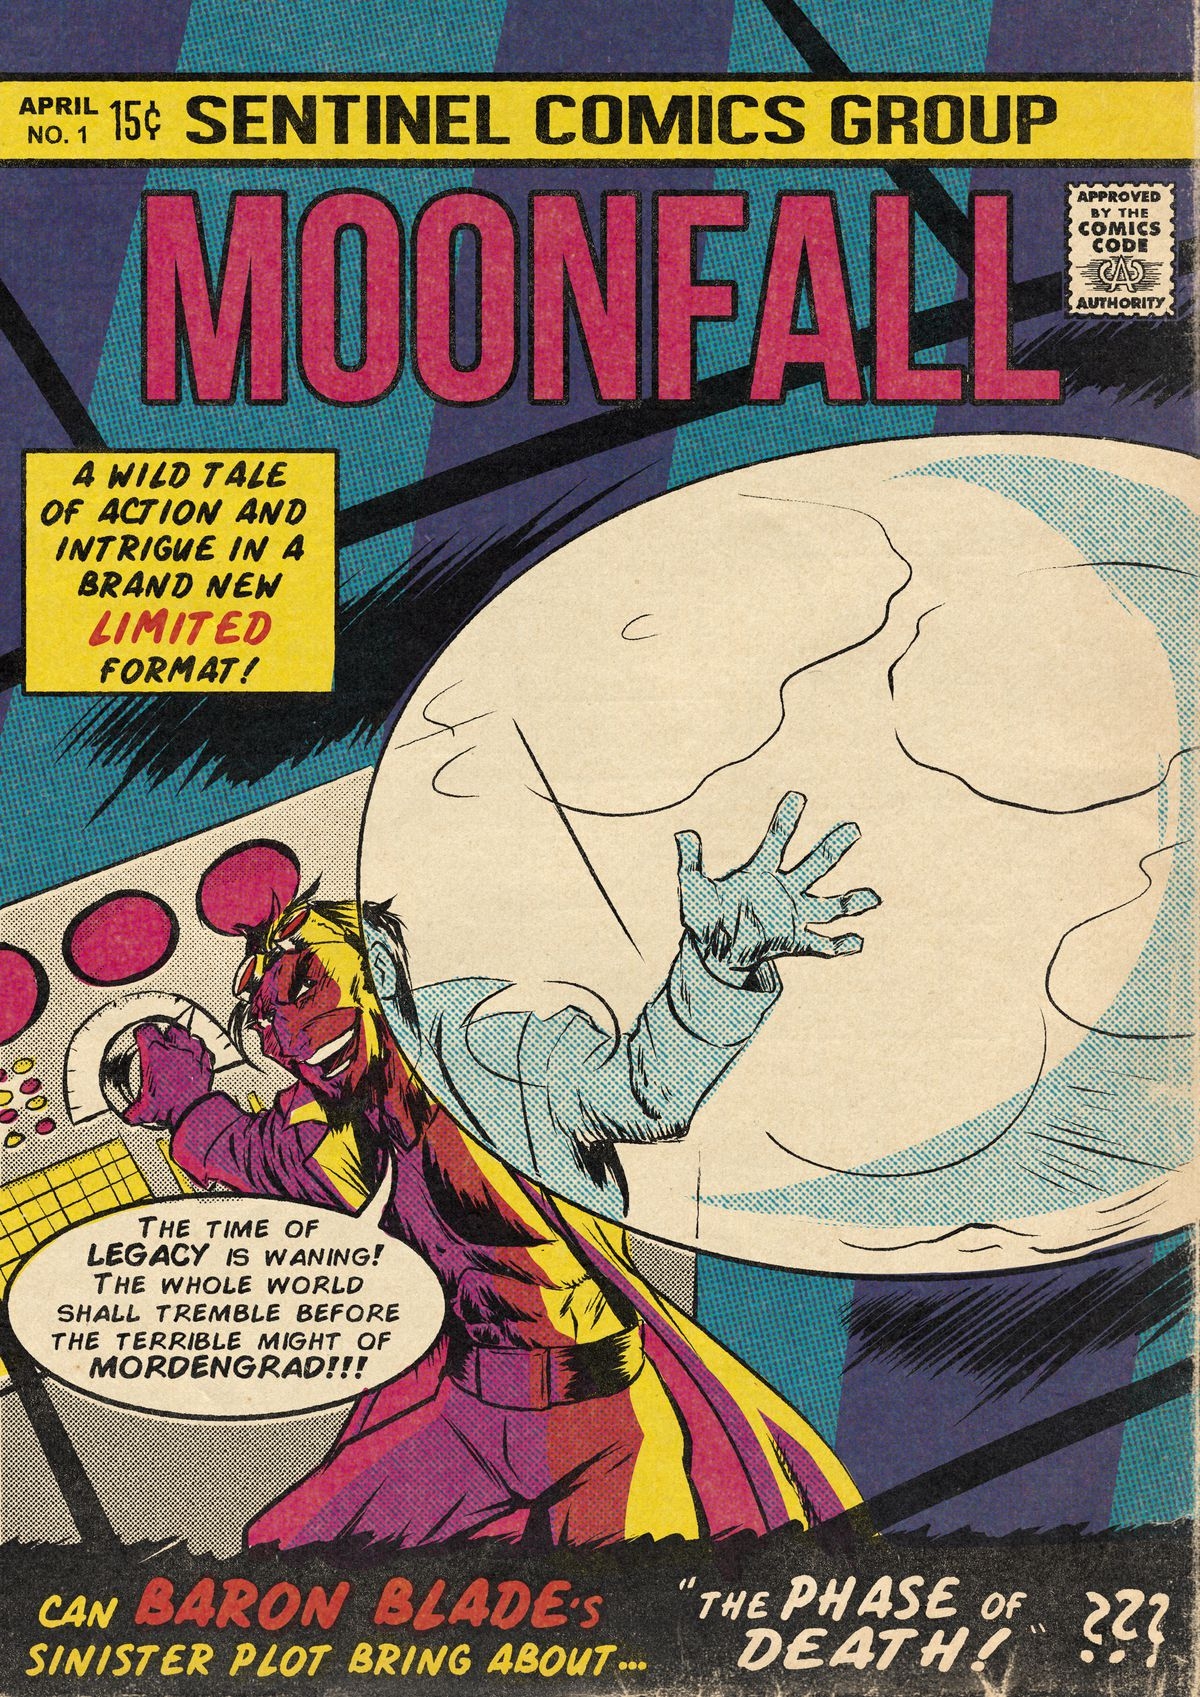 APRIL
NO. 1
15¢
SENTINEL COMICS GROUP
MOONFALL
APPROVED
BY THE
COMICS
CODE
CA
AUTHORITY
A WILD TALE
OF ACTION AND
INTRIGUE IN A
BRAND NEW
LIMITED
FORMAT!
THE TIME OF
LEGACY IS WANING!
THE WHOLE WORLD
SHALL TREMBLE BEFORE
THE TERRIBLE MIGHT OF
MORDENGRAD!!!
CAN BARON BLADE's
SINISTER PLOT BRING ABOUT...
"THE PHASE OF
DEATH!" ???